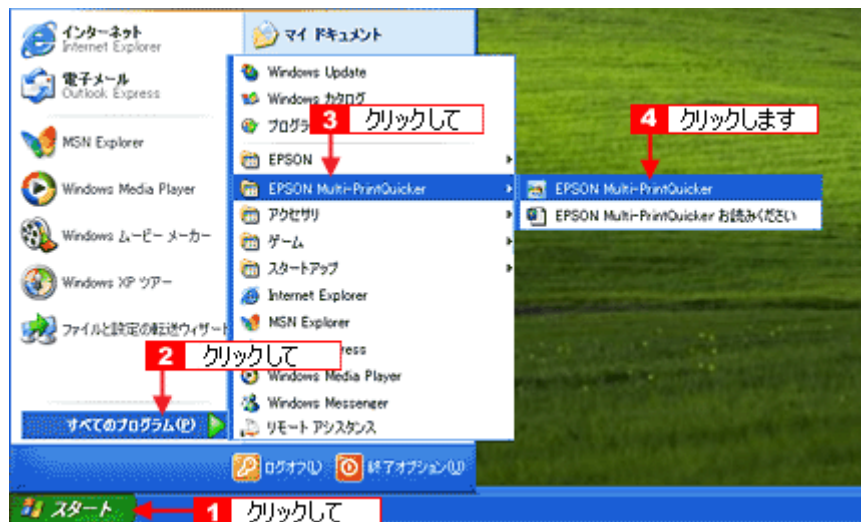 インターネット
Internet Explorer
電子メール
Outlook Express
MSN Explorer
Windows Media Player
Windows ムービー メーカー
Windows XP ツアー
ファイルと設定の転送ウィザード
2 クリックして
すべてのプログラム(P)
マイ ドキュメント
Windows Update
Windows カタログ
プログラ
3 クリックして
EPSON
EPSON Multi-PrintQuicker
アクセサリ
ゲーム
スタートアップ
Internet Explorer
MSN Explorer
ress
Windows Media Player
Windows Messenger
リモート アシスタンス
4 クリックします
EPSON Multi-PrintQuicker
EPSON Multi-PrintQuicker お読みください
ログオフ(L)
終了オプション(U)
スタート
1 クリックして